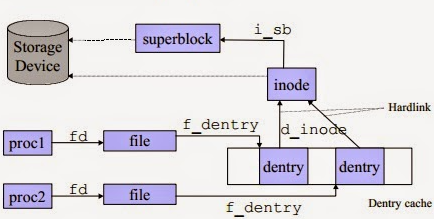 i_sb
Storage
Device
superblock
inode
Hardlink
proc1
fd
file
f_dentry
d_inode
dentry
dentry
proc2
fd
file
f_dentry
Dentry cache